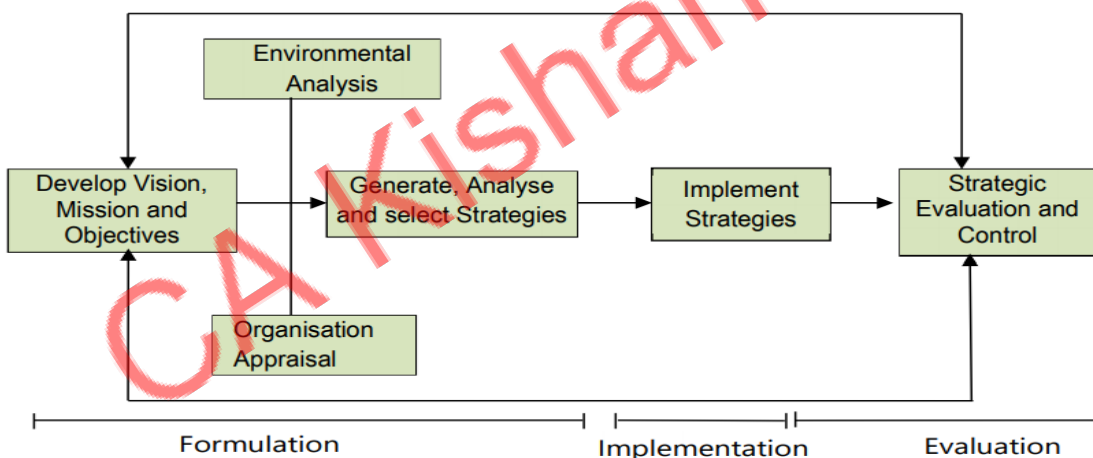 Environmental
Analysis
Develop Vision,
Mission and
Objectives
Generate, Analyse
and select Strategies
Implement
Strategies
Strategic
Evaluation and
Control
Organisation
Appraisal
Formulation
Implementation
Evaluation
CA Kishan